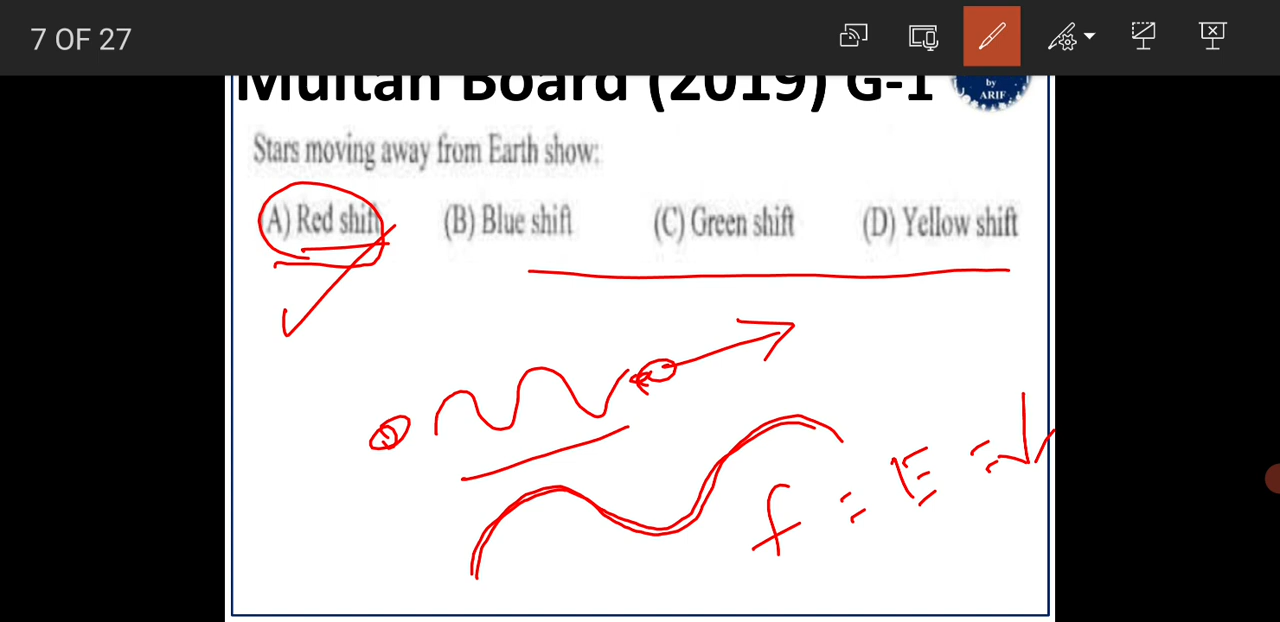 7 OF 27
Multan Board (2019) G-1
by
ARIF
Stars moving away from Earth show:
A) Red shift
(B) Blue shift
(C) Green shift
(D) Yellow shift
f = E =